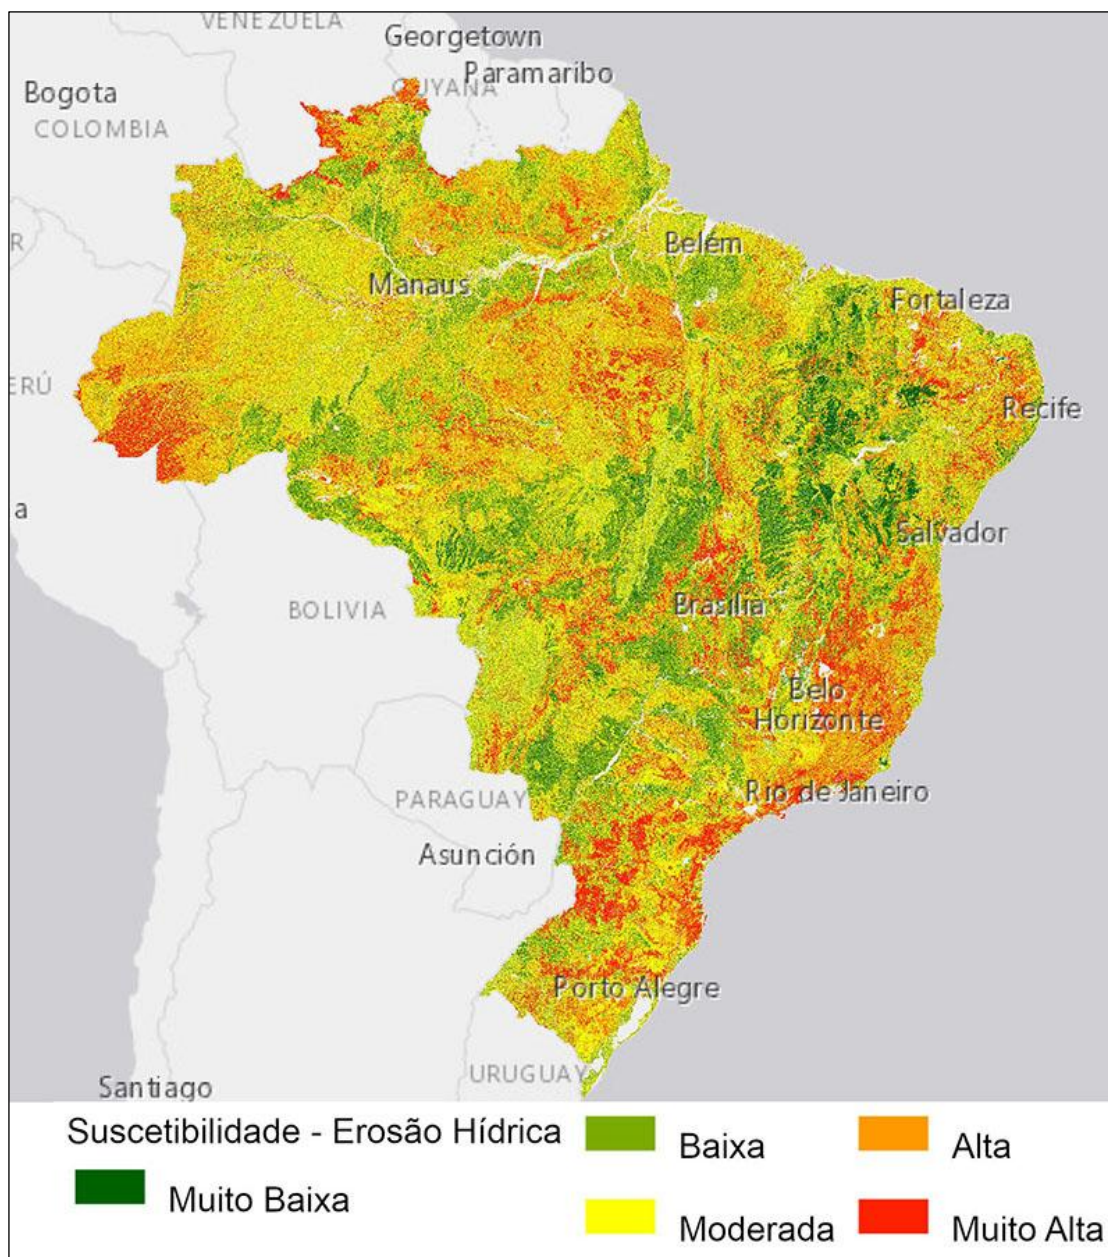 VENEZUELA
Georgetown
GUYANA
Paramaribo
Bogota
COLOMBIA
R
Belém
Manaus
Fortaleza
ERÚ
Recife
a
Salvador
BOLIVIA
Brasília
Belo
Horizonte
PARAGUAY
Rio de Janeiro
Asunción
Porto Alegre
URUGUAY
Santiago
Suscetibilidade - Erosão Hídrica
Muito Baixa
Baixa
Moderada
Alta
Muito Alta